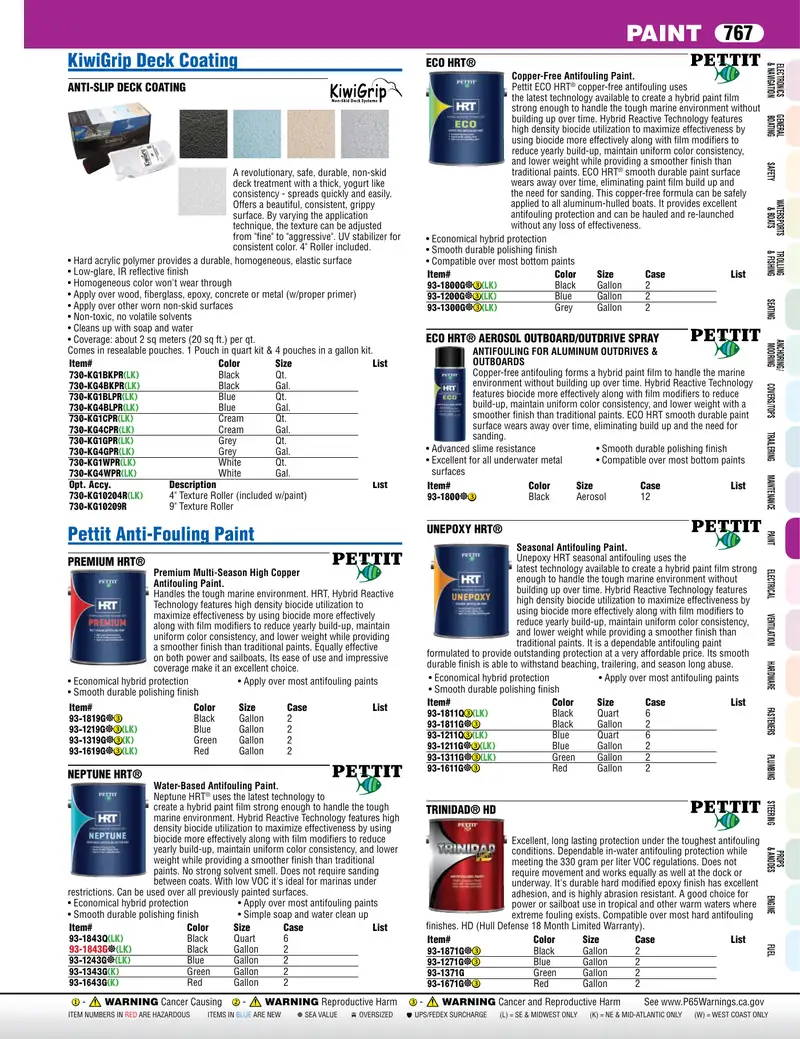 PAINT 767
KiwiGrip Deck Coating
ANTI-SLIP DECK COATING
KiwiGrip
Non-Skid Deck Systems
A revolutionary, safe, durable, non-skid
deck treatment with a thick, yogurt like
consistency - spreads quickly and easily.
Offers a beautiful, consistent, grippy
surface. By varying the application
technique, the texture can be adjusted
from "fine" to "aggressive". UV stabilizer for
consistent color. 4" Roller included.
• Hard acrylic polymer provides a durable, homogeneous, elastic surface
• Low-glare, IR reflective finish
• Homogenous color won't wear through
• Apply over wood, fiberglass, epoxy, concrete or metal (w/proper primer)
• Apply over other worn non-skid surfaces
• Non-toxic, no volatile solvents
• Cleans up with soap and water
• Coverage: about 2 sq meters (20 sq ft.) per qt.
Comes in resealable pouches. 1 Pouch in quart kit & 4 pouches in a gallon kit.
Item# Color Size List
730-KG1BKPR(LK) Black Qt.
730-KG4BKPR(LK) Black Gal.
730-KG1BLPR(LK) Blue Qt.
730-KG4BLPR(LK) Blue Gal.
730-KG1CPR(LK) Cream Qt.
730-KG4CPR(LK) Cream Gal.
730-KG1GPR(LK) Grey Qt.
730-KG4GPR(LK) Grey Gal.
730-KG1WPR(LK) White Qt.
730-KG4WPR(LK) White Gal.
Opt. Accy. Description List
730-KG10204R(LK) 4" Texture Roller (included w/paint)
730-KG10209R 9" Texture Roller
Pettit Anti-Fouling Paint
PREMIUM HRT®
PETTIT
PETTIT
HRT
PREMIUM
Premium Multi-Season High Copper
Antifouling Paint.
Handles the tough marine environment. HRT, Hybrid Reactive
Technology features high density biocide utilization to
maximize effectiveness by using biocide more effectively
along with film modifiers to reduce yearly build-up, maintain
uniform color consistency, and lower weight while providing
a smoother finish than traditional paints. Equally effective
on both power and sailboats, Its ease of use and impressive
coverage make it an excellent choice.
• Economical hybrid protection • Apply over most antifouling paints
• Smooth durable polishing finish
Item# Color Size Case List
93-1819G 3 Black Gallon 2
93-1219G 3(LK) Blue Gallon 2
93-1319G 3(K) Green Gallon 2
93-1619G 3(LK) Red Gallon 2
NEPTUNE HRT®
PETTIT
PETTIT
HRT
NEPTUNE
Water-Based Antifouling Paint.
Neptune HRT® uses the latest technology to
create a hybrid paint film strong enough to handle the tough
marine environment. Hybrid Reactive Technology features high
density biocide utilization to maximize effectiveness by using
biocide more effectively along with film modifiers to reduce
yearly build-up, maintain uniform color consistency, and lower
weight while providing a smoother finish than traditional
paints. No strong solvent smell. Does not require sanding
between coats. With low VOC it's ideal for marinas under
restrictions. Can be used over all previously painted surfaces.
• Economical hybrid protection • Apply over most antifouling paints
• Smooth durable polishing finish • Simple soap and water clean up
Item# Color Size Case List
93-1843Q(LK) Black Quart 6
93-1843G (LK) Black Gallon 2
93-1243G (LK) Blue Gallon 2
93-1343G(K) Green Gallon 2
93-1643G(K) Red Gallon 2
ECO HRT®
PETTIT
PETTIT
HRT
ECO
Copper-Free Antifouling Paint.
Pettit ECO HRT® copper-free antifouling uses
the latest technology available to create a hybrid paint film
strong enough to handle the tough marine environment without
building up over time. Hybrid Reactive Technology features
high density biocide utilization to maximize effectiveness by
using biocide more effectively along with film modifiers to
reduce yearly build-up, maintain uniform color consistency,
and lower weight while providing a smoother finish than
traditional paints. ECO HRT® smooth durable paint surface
wears away over time, eliminating paint film build up and
the need for sanding. This copper-free formula can be safely
applied to all aluminum-hulled boats. It provides excellent
antifouling protection and can be hauled and re-launched
without any loss of effectiveness.
• Economical hybrid protection
• Smooth durable polishing finish
• Compatible over most bottom paints
Item# Color Size Case List
93-1800G 3(LK) Black Gallon 2
93-1200G 3(LK) Blue Gallon 2
93-1300G 3(LK) Grey Gallon 2
ECO HRT® AEROSOL OUTBOARD/OUTDRIVE SPRAY
PETTIT
HRT
ECO
ANTIFOULING FOR ALUMINUM OUTDRIVES &
OUTBOARDS
Copper-free antifouling forms a hybrid paint film to handle the marine
environment without building up over time. Hybrid Reactive Technology
features biocide more effectively along with film modifiers to reduce
build-up, maintain uniform color consistency, and lower weight with a
smoother finish than traditional paints. ECO HRT smooth durable paint
surface wears away over time, eliminating build up and the need for
sanding.
• Advanced slime resistance • Smooth durable polishing finish
• Excellent for all underwater metal • Compatible over most bottom paints
surfaces
Item# Color Size Case List
93-1800 3 Black Aerosol 12
UNEPOXY HRT®
PETTIT
PETTIT
HRT
UNEPOXY
Seasonal Antifouling Paint.
Unepoxy HRT seasonal antifouling uses the
latest technology available to create a hybrid paint film strong
enough to handle the tough marine environment without
building up over time. Hybrid Reactive Technology features
high density biocide utilization to maximize effectiveness by
using biocide more effectively along with film modifiers to
reduce yearly build-up, maintain uniform color consistency,
and lower weight while providing a smoother finish than
traditional paints. It is a dependable antifouling paint
formulated to provide outstanding protection at a very affordable price. Its smooth
durable finish is able to withstand beaching, trailering, and season long abuse.
• Economical hybrid protection • Apply over most antifouling paints
• Smooth durable polishing finish
Item# Color Size Case List
93-1811Q 3(LK) Black Quart 6
93-1811G 3 Black Gallon 2
93-1211Q 3(LK) Blue Quart 6
93-1211G 3(LK) Blue Gallon 2
93-1311G 3(LK) Green Gallon 2
93-1611G 3 Red Gallon 2
TRINIDAD® HD
PETTIT
PETTIT
TRINIDAD
Excellent, long lasting protection under the toughest antifouling
conditions. Dependable in-water antifouling protection while
meeting the 330 gram per liter VOC regulations. Does not
require movement and works equally as well at the dock or
underway. It's durable hard modified epoxy finish has excellent
adhesion, and is highly abrasion resistant. A good choice for
power or sailboat use in tropical and other warm waters where
extreme fouling exists. Compatible over most hard antifouling
finishes. HD (Hull Defense 18 Month Limited Warranty).
Item# Color Size Case List
93-1871G 3 Black Gallon 2
93-1271G 3 Blue Gallon 2
93-1371G Green Gallon 2
93-1671G 3 Red Gallon 2
ELECTRONICS
& NAVIGATION
GENERAL
BOATING
SAFETY
WATERSPORTS
& BOATS
TROLLING
& FISHING
SEATING
ANCHORING/
MOORING
COVERS/TOPS
TRAILERING
MAINTENANCE
PAINT
ELECTRICAL
VENTILATION
HARDWARE
FASTENERS
PLUMBING
STEERING
PROPS
& ANODES
ENGINE
FUEL
1 - WARNING Cancer Causing 2 - WARNING Reproductive Harm 3 - WARNING Cancer and Reproductive Harm See www.P65Warnings.ca.gov
ITEM NUMBERS IN RED ARE HAZARDOUS ITEMS IN BLUE ARE NEW SEA VALUE OVERSIZED UPS/FEDEX SURCHARGE (L) = SE & MIDWEST ONLY (K) = NE & MID-ATLANTIC ONLY (W) = WEST COAST ONLY